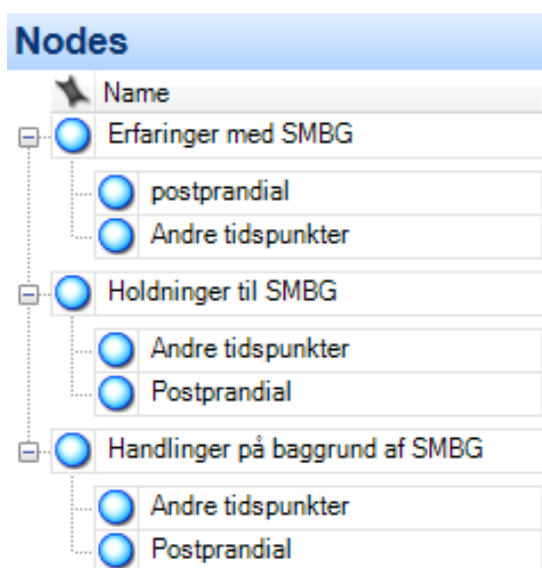 Nodes
Name
Erfaringer med SMBG
postprandial
Andre tidspunkter
Holdninger til SMBG
Andre tidspunkter
Postprandial
Handlinger på baggrund af SMBG
Andre tidspunkter
Postprandial